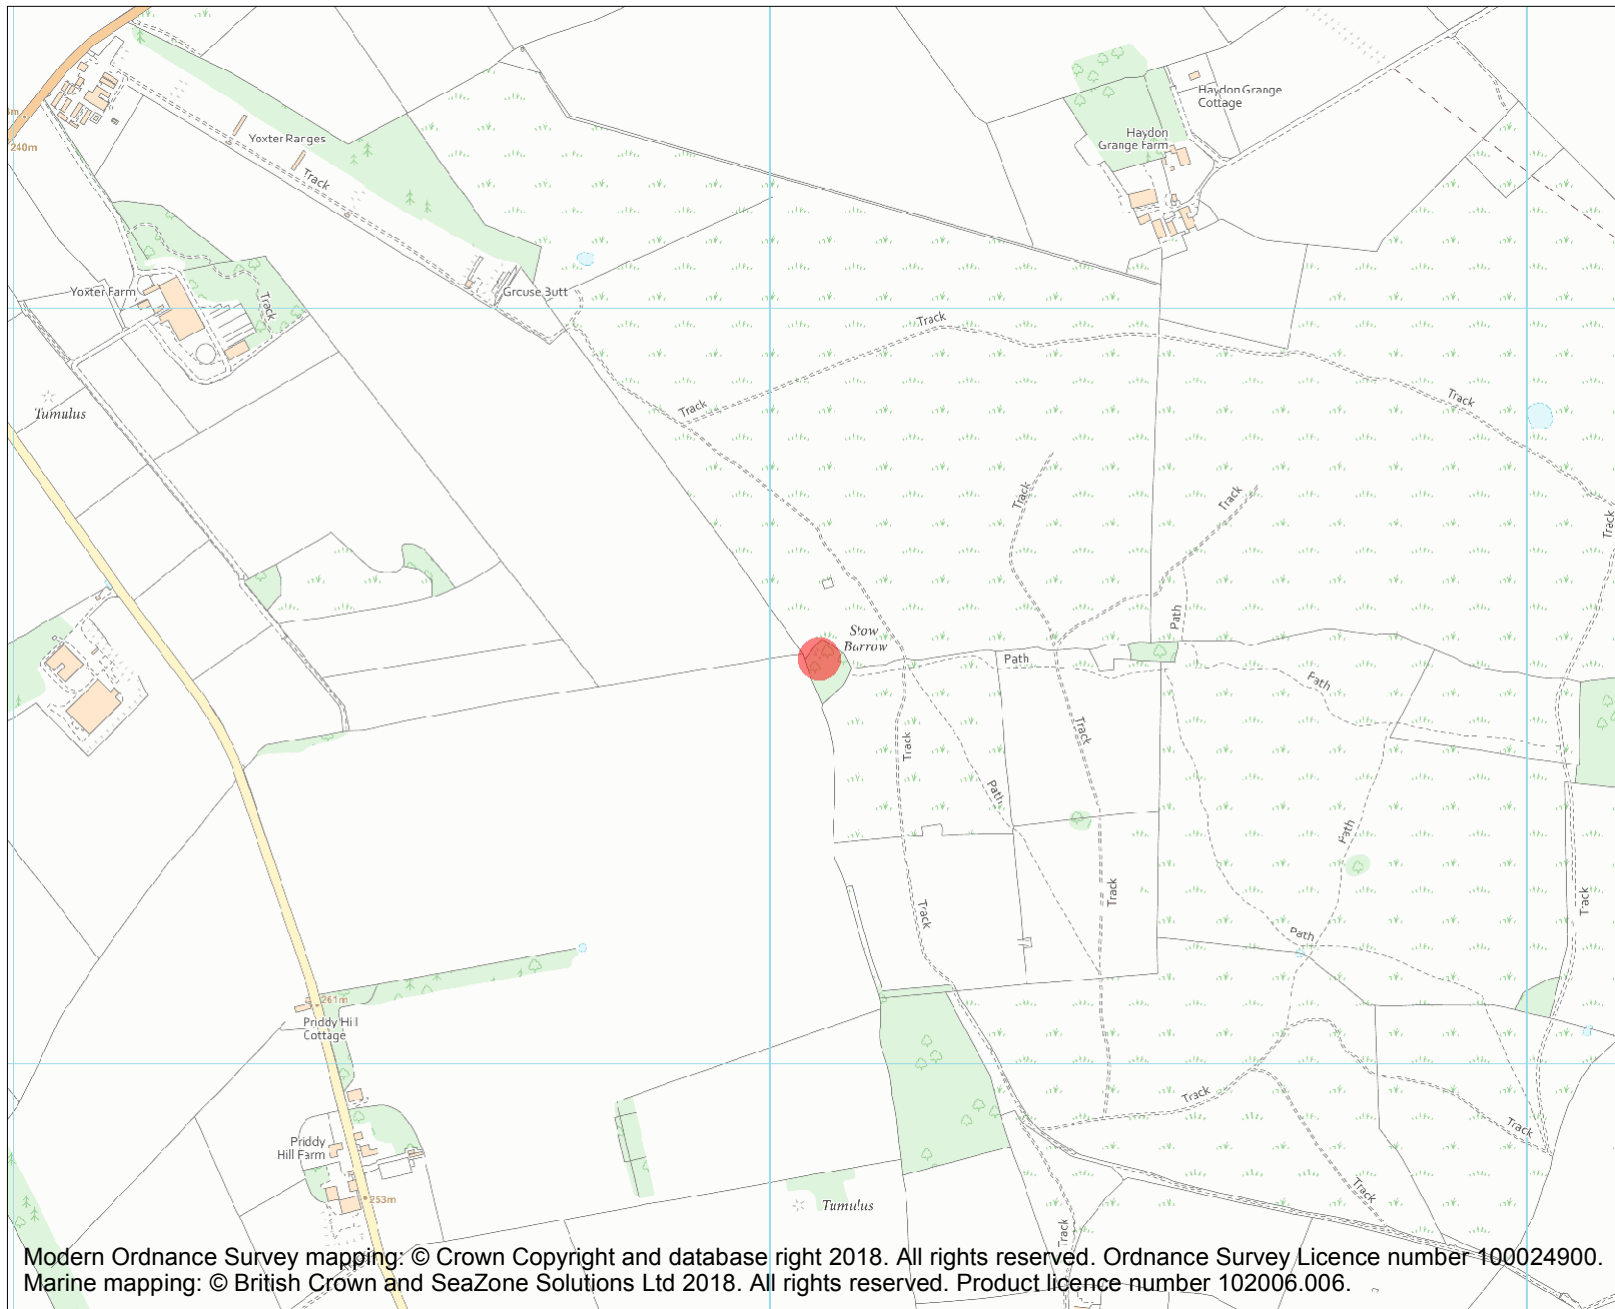 Haydon Grange
Cottage
Haydon
Grange Farm
240m
Yoxter Ranges
Track
Yoxter Farm
Track
Grouse Butt
Track
Track
Track
Tumulus
Track
Track
Track
Stow
Barrow
Path
Path
Path
Track
Track
Path
Path
Track
Track
Track
Path
261m
Priddy Hill
Cottage
Track
Track
Priddy
Hill Farm
253m
Tumulus
Track
Track
Modern Ordnance Survey mapping: © Crown Copyright and database right 2018. All rights reserved. Ordnance Survey Licence number 100024900.
Marine mapping: © British Crown and SeaZone Solutions Ltd 2018. All rights reserved. Product licence number 102006.006.